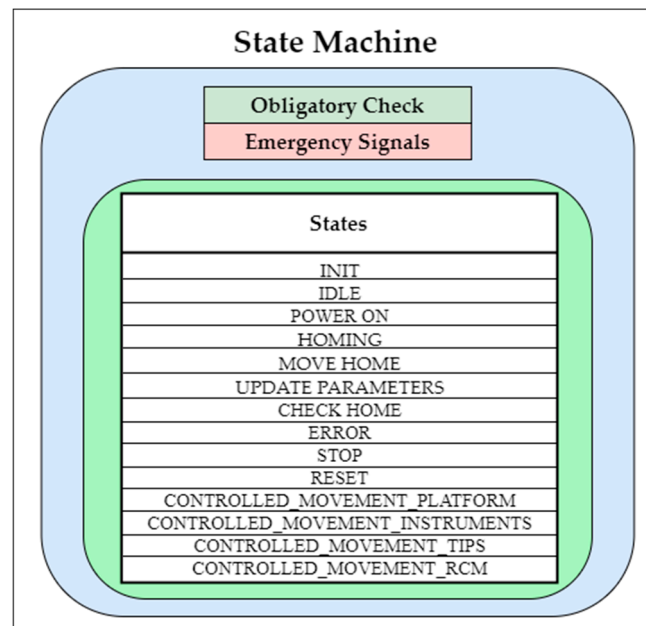 State Machine
Obligatory Check
Emergency Signals
States
INIT
IDLE
POWER ON
HOMING
MOVE HOME
UPDATE PARAMETERS
CHECK HOME
ERROR
STOP
RESET
CONTROLLED_MOVEMENT_PLATFORM
CONTROLLED_MOVEMENT_INSTRUMENTS
CONTROLLED_MOVEMENT_TIPS
CONTROLLED_MOVEMENT_RCM